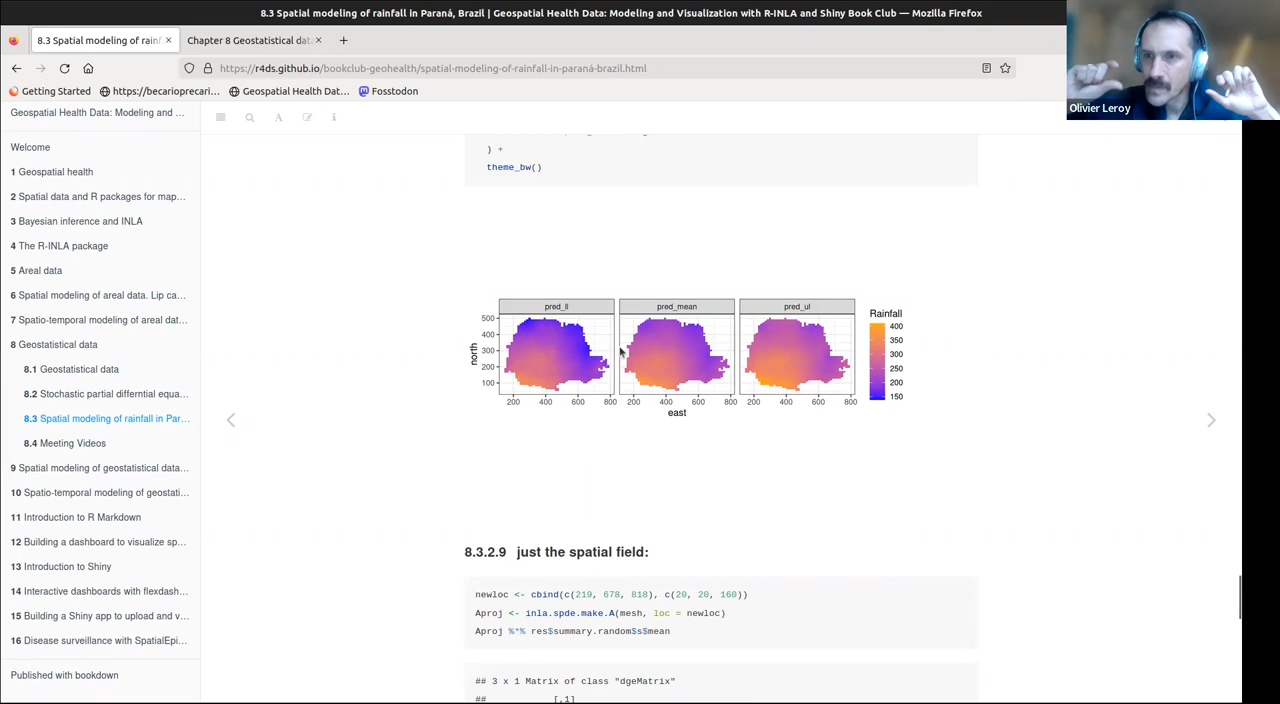 8.3 Spatial modeling of rainfall in Paraná, Brazil | Geospatial Health Data: Modeling and Visualization with R-INLA and Shiny Book Club — Mozilla Firefox
8.3 Spatial modeling of rainf
Chapter 8 Geostatistical dat
https://r4ds.github.io/bookclub-geohealth/spatial-modeling-of-rainfall-in-paraná-brazil.html
Getting Started
https://becarioprecari…
Geospatial Health Dat…
Fosstodon
Olivier Leroy
Geospatial Health Data: Modeling and …
Welcome
1 Geospatial health
2 Spatial data and R packages for map…
3 Bayesian inference and INLA
4 The R-INLA package
5 Areal data
6 Spatial modeling of areal data. Lip ca…
7 Spatio-temporal modeling of areal dat…
8 Geostatistical data
8.1 Geostatistical data
8.2 Stochastic partial differntial equa…
8.3 Spatial modeling of rainfall in Par…
8.4 Meeting Videos
9 Spatial modeling of geostatistical data…
10 Spatio-temporal modeling of geostati…
11 Introduction to R Markdown
12 Building a dashboard to visualize sp…
13 Introduction to Shiny
14 Interactive dashboards with flexdash…
15 Building a Shiny app to upload and v…
16 Disease surveillance with SpatialEpi…
Published with bookdown
) +
theme_bw()
pred_ll
pred_mean
pred_ul
500
400
300
200
100
north
200
400
600
800
200
400
600
800
200
400
600
800
east
Rainfall
400
350
300
250
200
150
8.3.2.9 just the spatial field:
newloc <- cbind(c(219, 678, 818), c(20, 20, 160))
Aproj <- inla.spde.make.A(mesh, loc = newloc)
Aproj %*% res$summary.random$s$mean
## 3 x 1 Matrix of class "dgeMatrix"
## [,1]